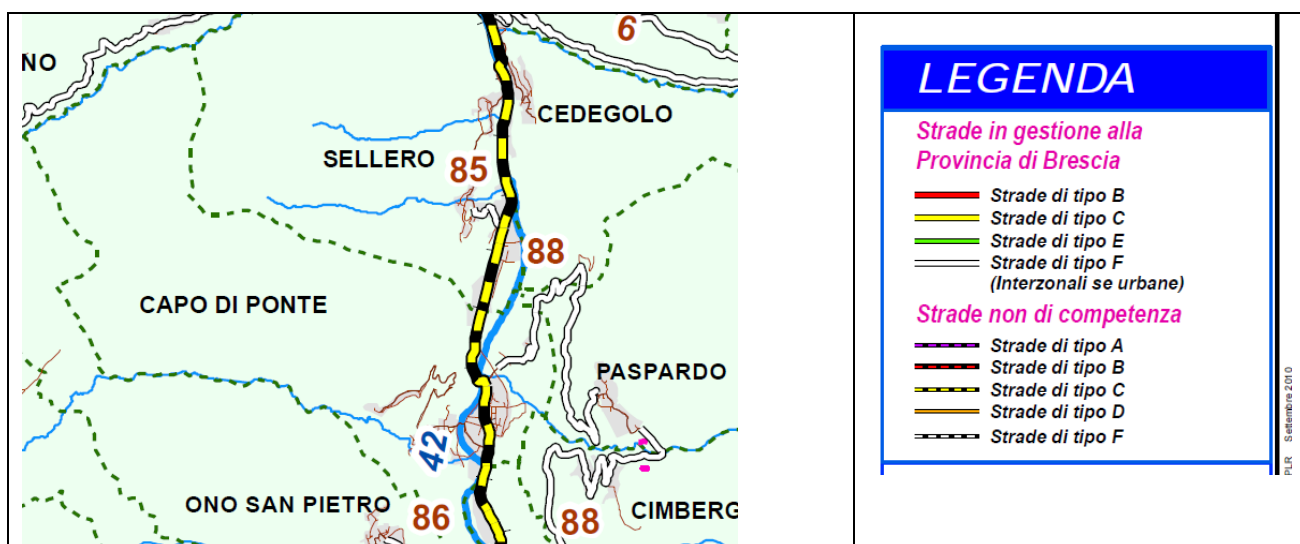 6
NO
CEDEGOLO
SELLERO
85
88
CAPO DI PONTE
PASPARDO
42
ONO SAN PIETRO
86
88
CIMBERG
LEGENDA
Strade in gestione alla
Provincia di Brescia
Strade di tipo B
Strade di tipo C
Strade di tipo E
Strade di tipo F
(Interzonali se urbane)
Strade non di competenza
Strade di tipo A
Strade di tipo B
Strade di tipo C
Strade di tipo D
Strade di tipo F
PLR Settembre 2010